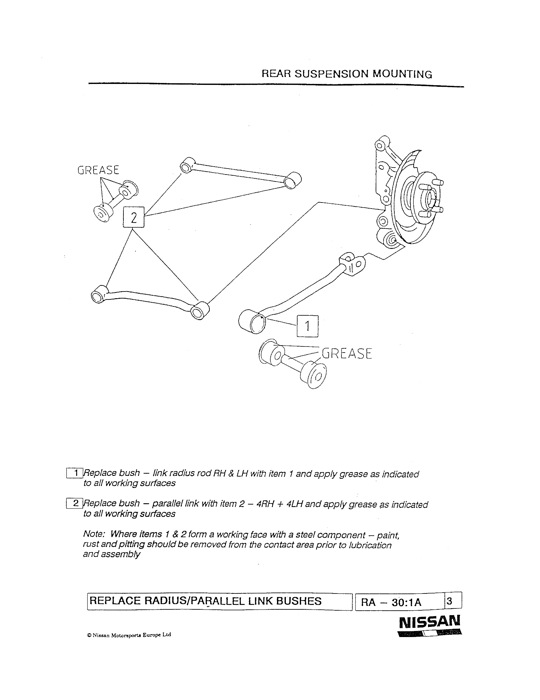 REAR SUSPENSION MOUNTING
GREASE
2
1
GREASE
1 Replace bush – link radius rod RH & LH with item 1 and apply grease as indicated
to all working surfaces
2 Replace bush – parallel link with item 2 – 4RH + 4LH and apply grease as indicated
to all working surfaces
Note: Where items 1 & 2 form a working face with a steel component – paint,
rust and pitting should be removed from the contact area prior to lubrication
and assembly
REPLACE RADIUS/PARALLEL LINK BUSHES RA – 30:1A 3
NISSAN
© Nissan Motorsports Europe Ltd